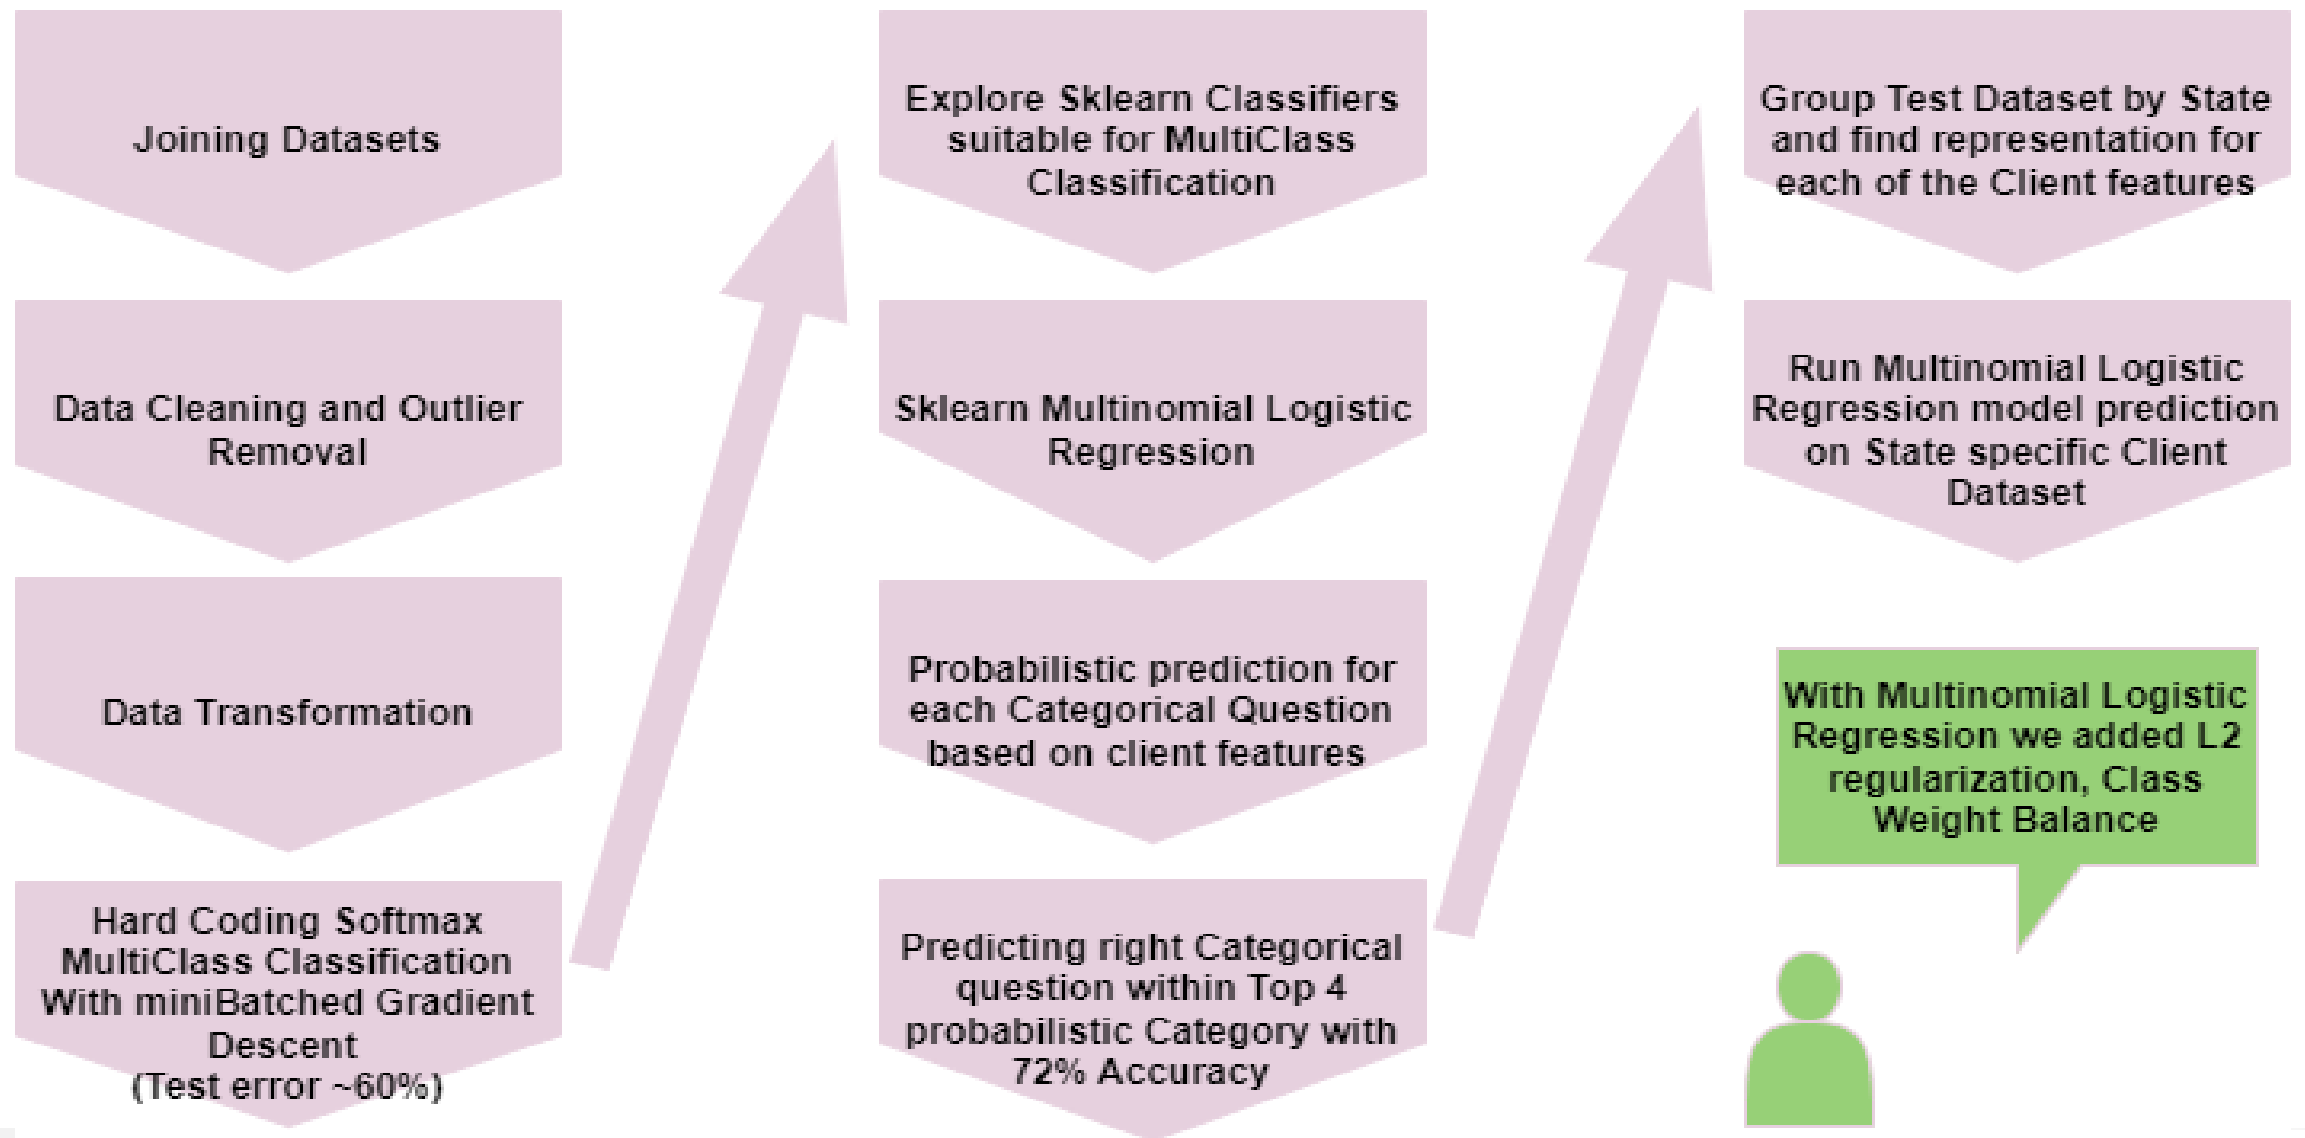 Joining Datasets
Data Cleaning and Outlier
Removal
Data Transformation
Hard Coding Softmax
MultiClass Classification
With miniBatched Gradient
Descent
(Test error ~60%)
Explore Sklearn Classifiers
suitable for MultiClass
Classification
Sklearn Multinomial Logistic
Regression
Probabilistic prediction for
each Categorical Question
based on client features
Predicting right Categorical
question within Top 4
probabilistic Category with
72% Accuracy
Group Test Dataset by State
and find representation for
each of the Client features
Run Multinomial Logistic
Regression model prediction
on State specific Client
Dataset
With Multinomial Logistic
Regression we added L2
regularization, Class
Weight Balance